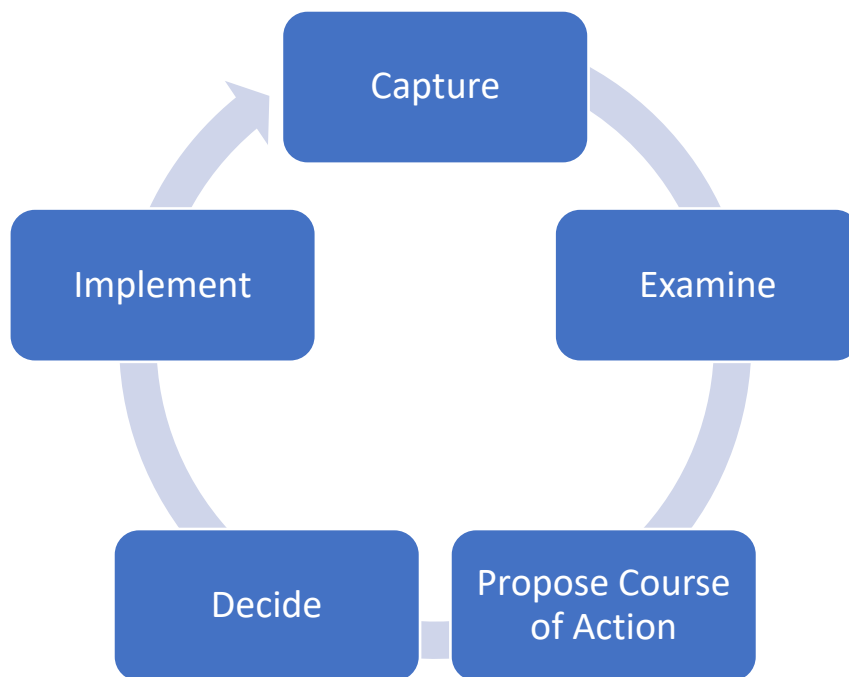 Capture
Examine
Propose Course
of Action
Decide
Implement